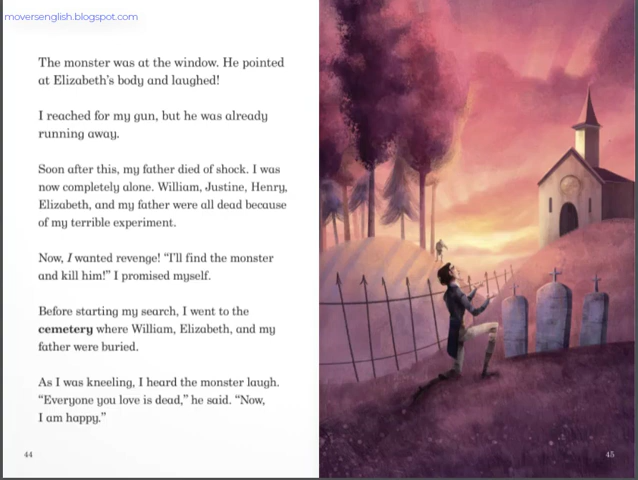 moversenglish.blogspot.com
The monster was at the window. He pointed
at Elizabeth's body and laughed!
I reached for my gun, but he was already
running away.
Soon after this, my father died of shock. I was
now completely alone. William, Justine, Henry,
Elizabeth, and my father were all dead because
of my terrible experiment.
Now, I wanted revenge! “I'll find the monster
and kill him!” I promised myself.
Before starting my search, I went to the
cemetery where William, Elizabeth, and my
father were buried.
As I was kneeling, I heard the monster laugh.
“Everyone you love is dead,” he said. “Now,
I am happy.”
44
45